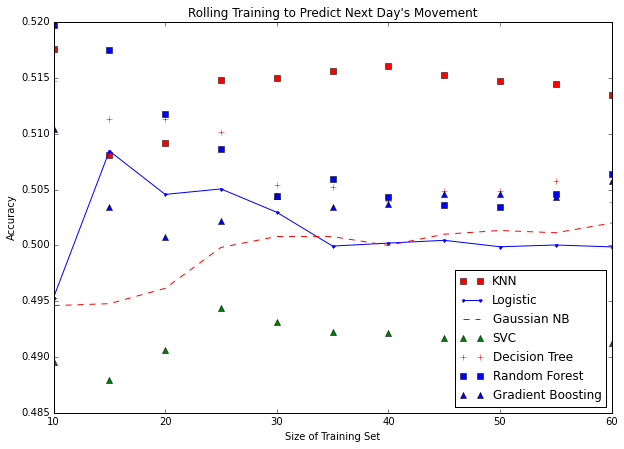 Rolling Training to Predict Next Day's Movement
0.520
0.515
0.510
0.505
0.500
0.495
0.490
0.485
Accuracy
10
20
30
40
50
60
Size of Training Set
KNN
Logistic
Gaussian NB
SVC
Decision Tree
Random Forest
Gradient Boosting